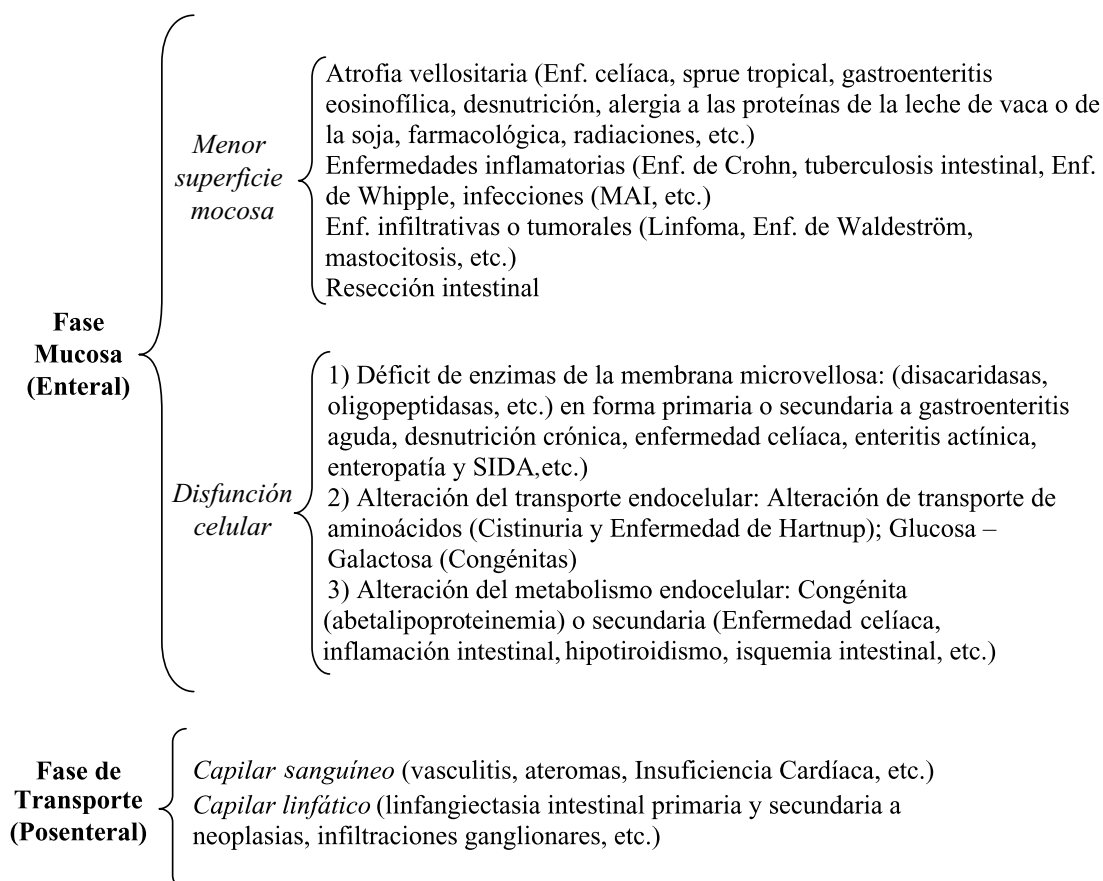 Atrofia vellositaria (Enf. celíaca, sprue tropical, gastroenteritis
eosinofílica, desnutrición, alergia a las proteínas de la leche de vaca o de
la soja, farmacológica, radiaciones, etc.)
Menor
superficie
mocosa
Enfermedades inflamatorias (Enf. de Crohn, tuberculosis intestinal, Enf.
de Whipple, infecciones (MAI, etc.)
Enf. infiltrativas o tumorales (Linfoma, Enf. de Waldeström,
mastocitosis, etc.)
Resección intestinal
Fase
Mucosa
(Enteral)
1) Déficit de enzimas de la membrana microvellosa: (disacaridasas,
oligopeptidasas, etc.) en forma primaria o secundaria a gastroenteritis
aguda, desnutrición crónica, enfermedad celíaca, enteritis actínica,
enteropatía y SIDA,etc.)
Disfunción
celular
2) Alteración del transporte endocelular: Alteración de transporte de
aminoácidos (Cistinuria y Enfermedad de Hartnup); Glucosa –
Galactosa (Congénitas)
3) Alteración del metabolismo endocelular: Congénita
(abetalipoproteinemia) o secundaria (Enfermedad celíaca,
inflamación intestinal, hipotiroidismo, isquemia intestinal, etc.)
Fase de
Transporte
(Posenteral)
Capilar sanguíneo (vasculitis, ateromas, Insuficiencia Cardíaca, etc.)
Capilar linfático (linfangiectasia intestinal primaria y secundaria a
neoplasias, infiltraciones ganglionares, etc.)